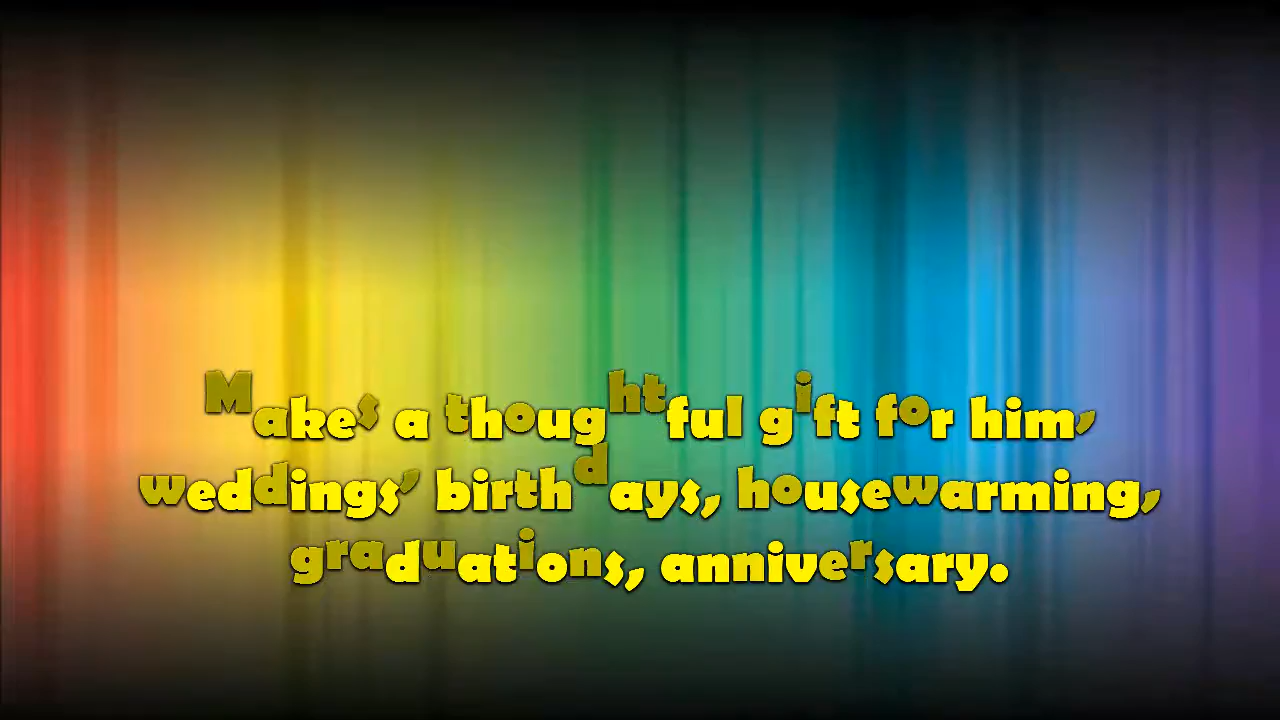 Makes a thoughtful gift for him,
weddings, birthdays, housewarming,
graduations, anniversary.